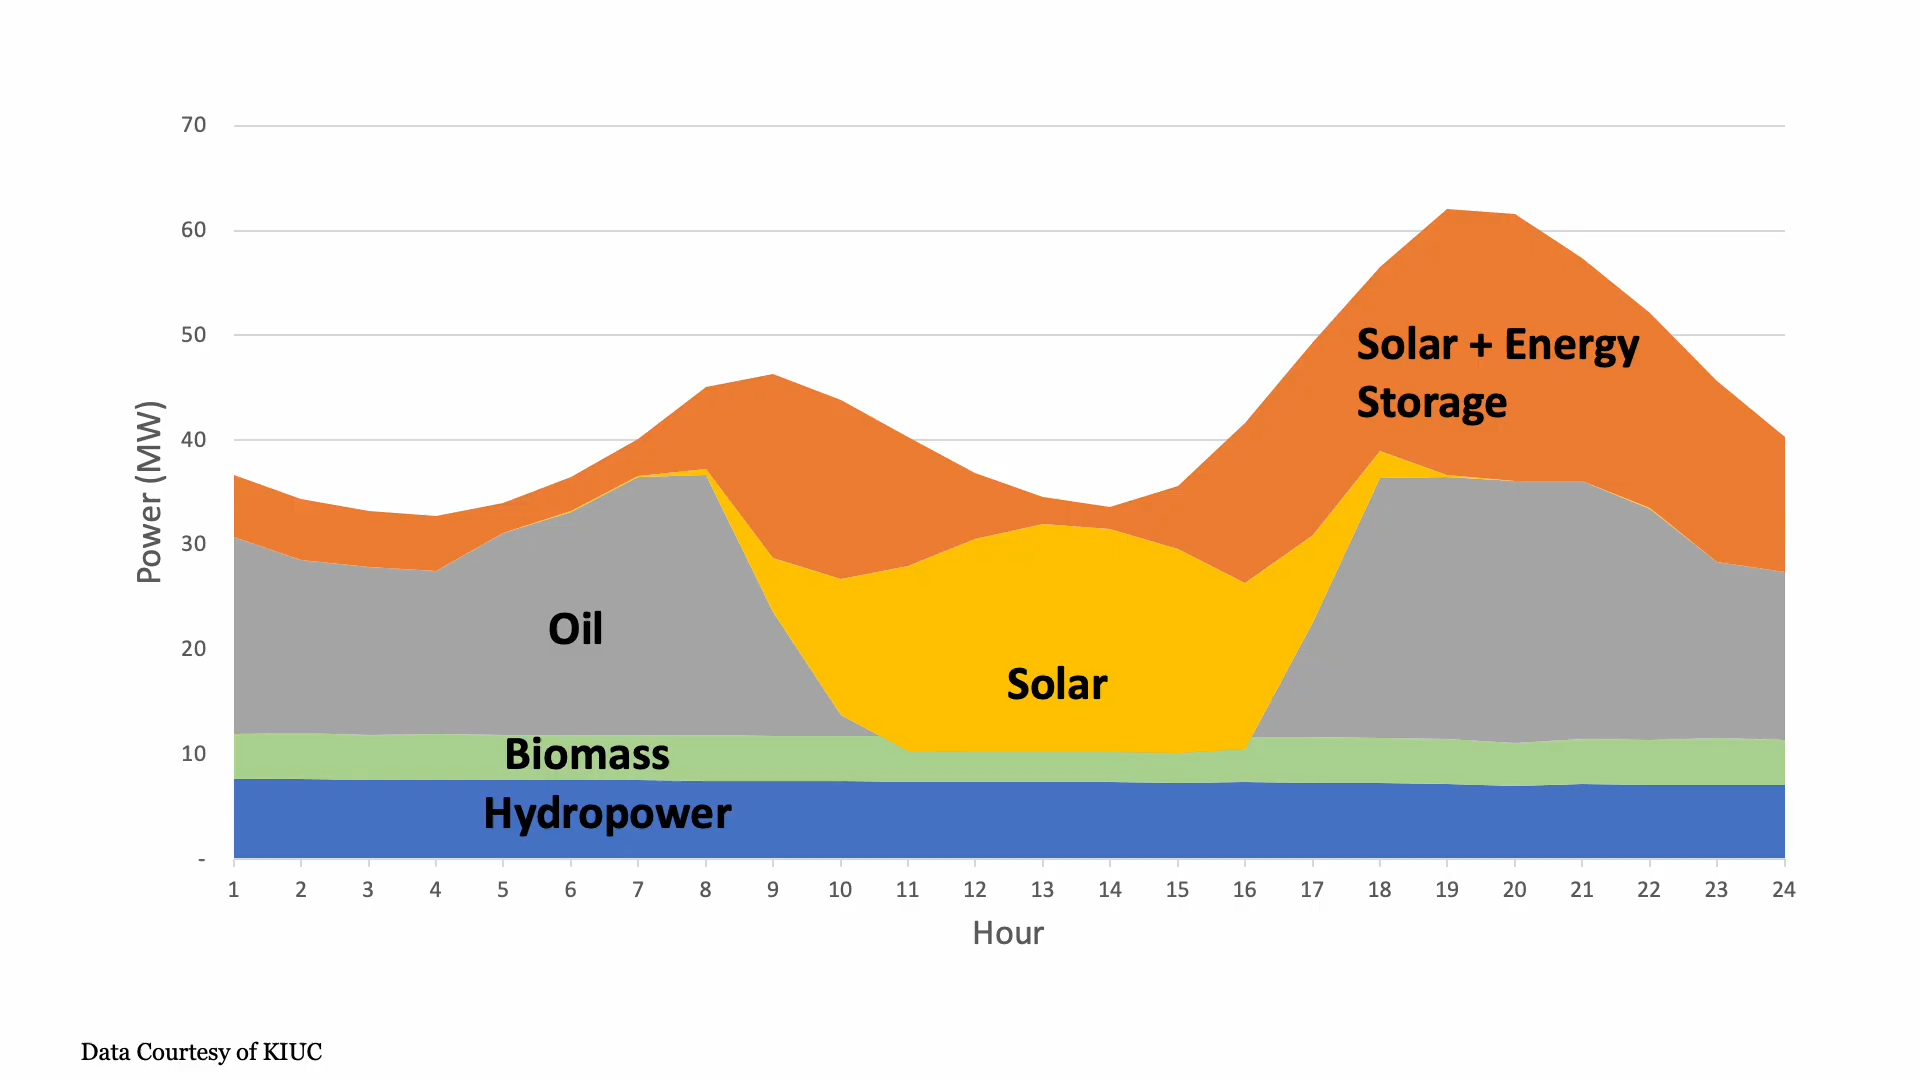 70
60
50
40
30
20
10
-
Power (MW)
Solar + Energy
Storage
Oil
Solar
Biomass
Hydropower
1 2 3 4 5 6 7 8 9 10 11 12 13 14 15 16 17 18 19 20 21 22 23 24
Hour
Data Courtesy of KIUC